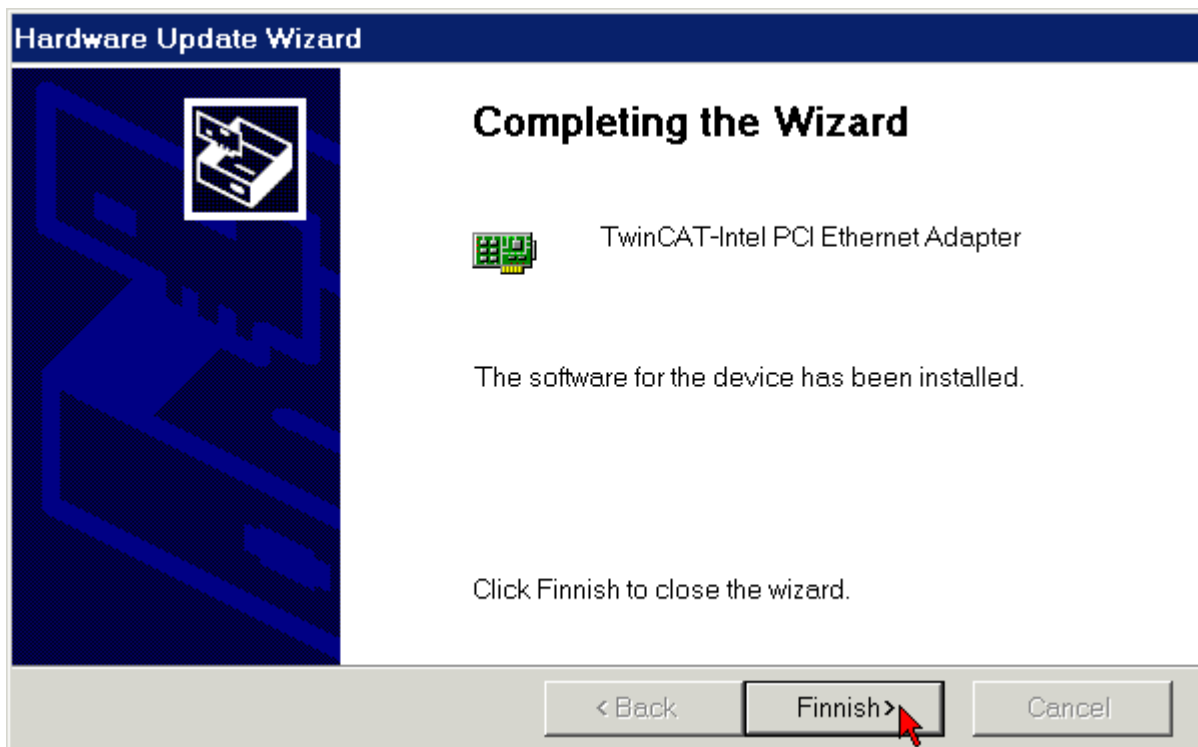 Hardware Update Wizard
Completing the Wizard
TwinCAT-Intel PCI Ethernet Adapter
The software for the device has been installed.
Click Finnish to close the wizard.
< Back
Finnish>
Cancel